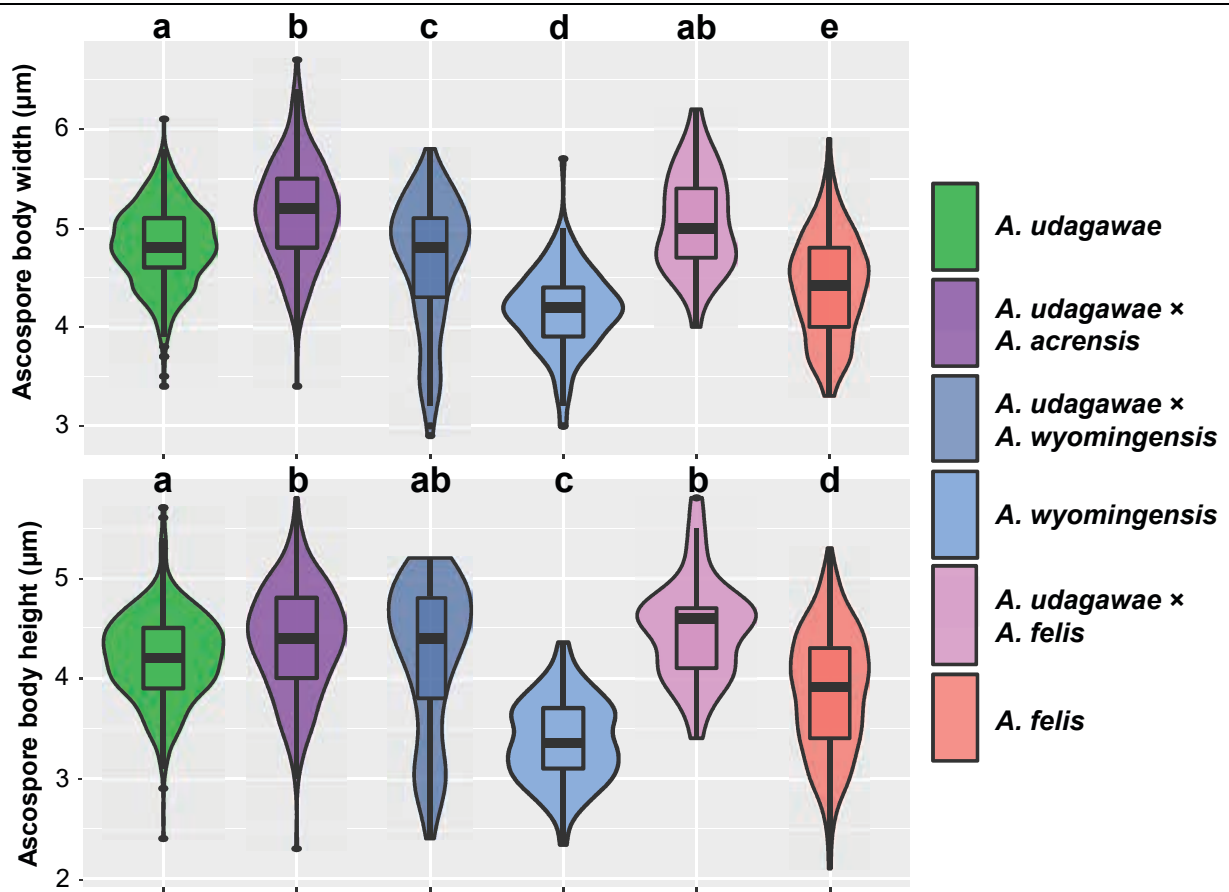 a b c d ab e
Ascospore body width (µm)
6
5
4
3
a b ab c b d
Ascospore body height (µm)
5
4
3
2
A. udagawae
A. udagawae ×
A. acrensis
A. udagawae ×
A. wyomingensis
A. wyomingensis
A. udagawae ×
A. felis
A. felis